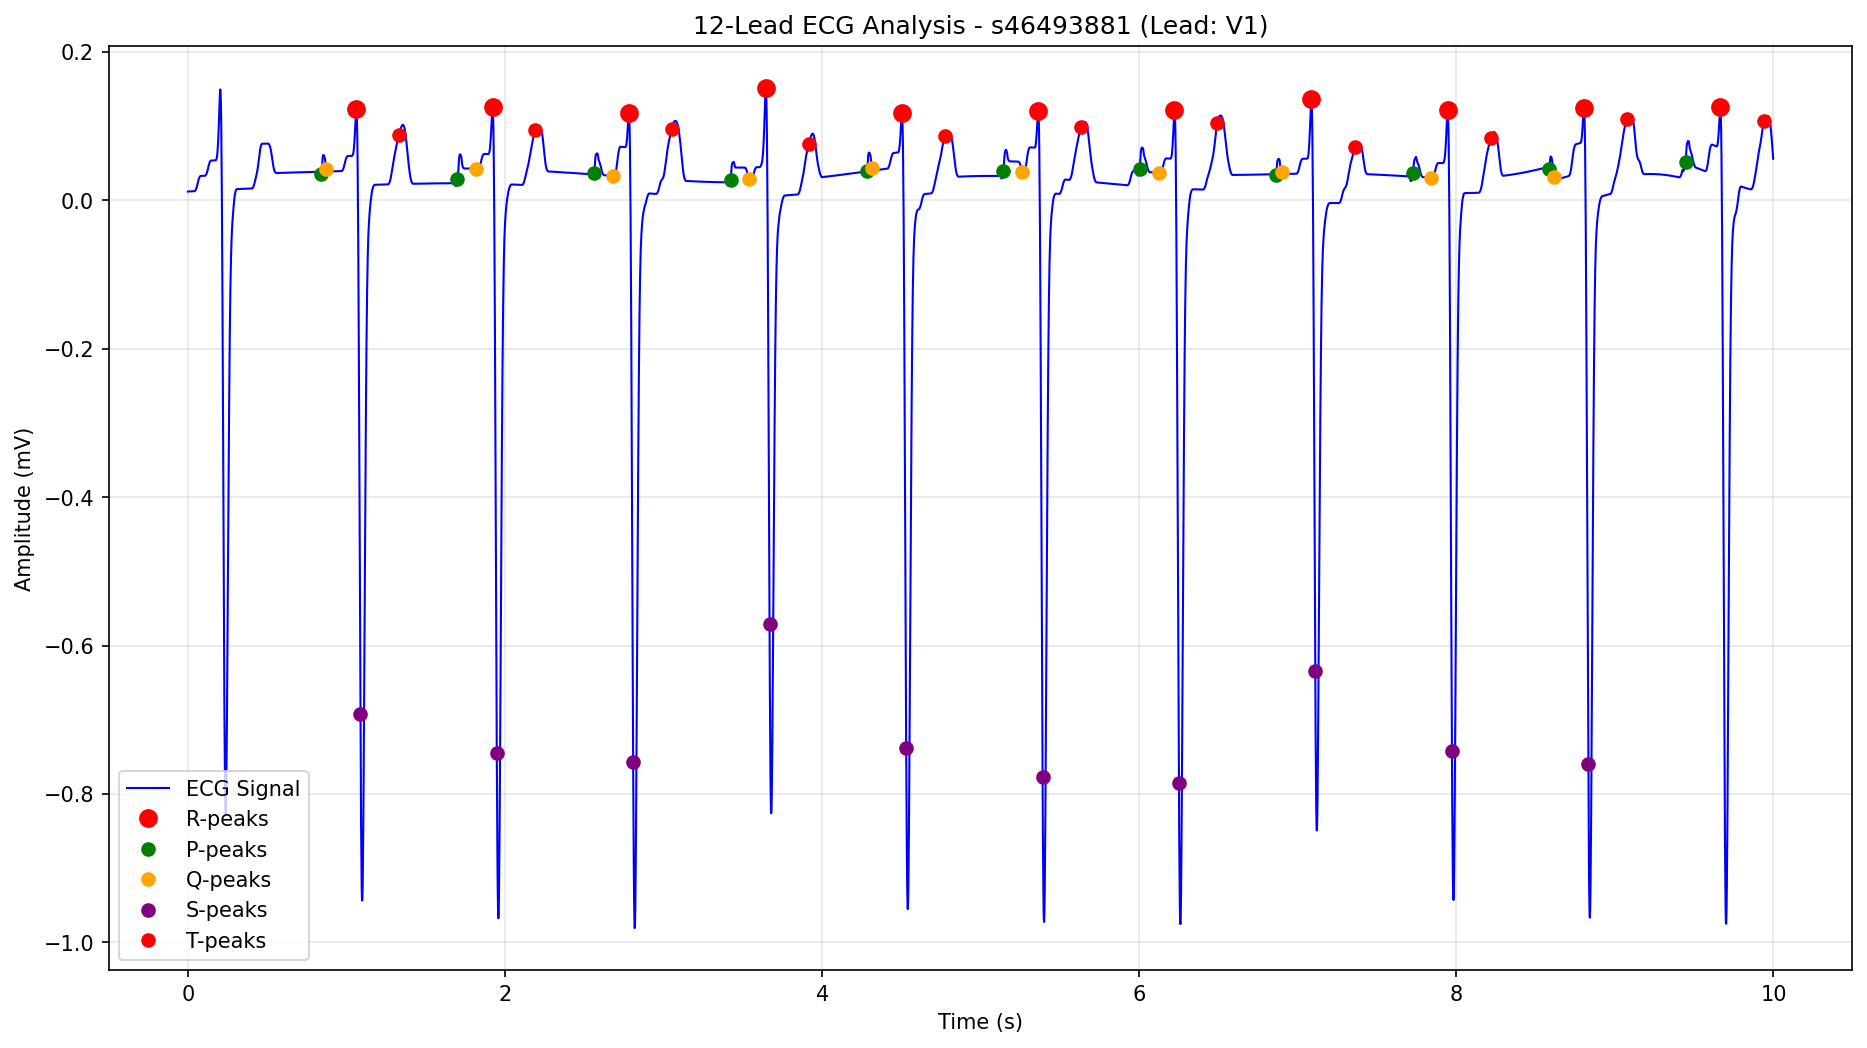 12-Lead ECG Analysis - s46493881 (Lead: V1)
Amplitude (mV)
0.2
0.0
−0.2
−0.4
−0.6
−0.8
−1.0
ECG Signal
R-peaks
P-peaks
Q-peaks
S-peaks
T-peaks
0 2 4 6 8 10
Time (s)